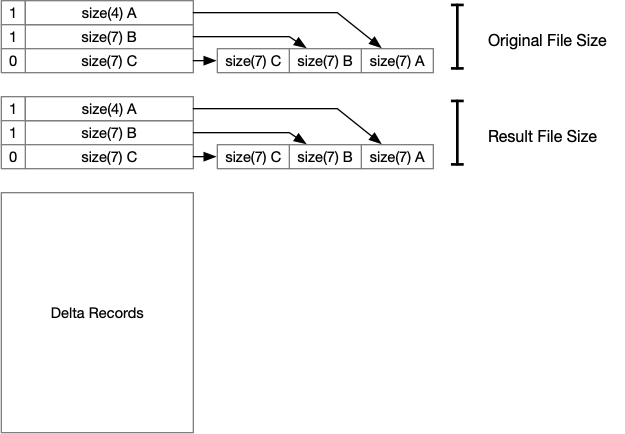 1 size(4) A
1 size(7) B
0 size(7) C size(7) C size(7) B size(7) A
Original File Size
1 size(4) A
1 size(7) B
0 size(7) C size(7) C size(7) B size(7) A
Result File Size
Delta Records